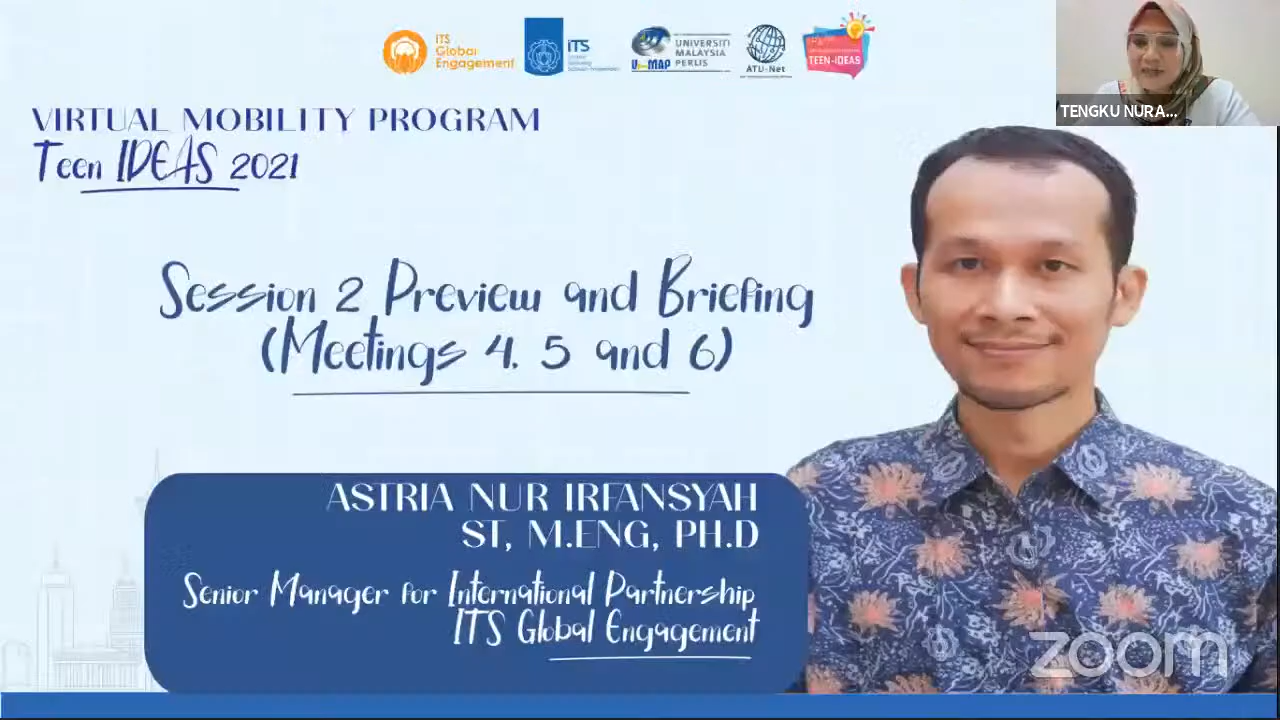 ITS
Global
Engagement
ITS
UniMAP
UNIVERSITI
MALAYSIA
PERLIS
ATU-Net
TEEN-IDEAS
TENGKU NURA...
VIRTUAL MOBILITY PROGRAM
Teen IDEAS 2021
Session 2 Preview and Briefing
(Meetings 4, 5 and 6)
ASTRIA NUR IRFANSYAH
ST, M.ENG, PH.D
Senior Manager for International Partnership
ITS Global Engagement
zoom